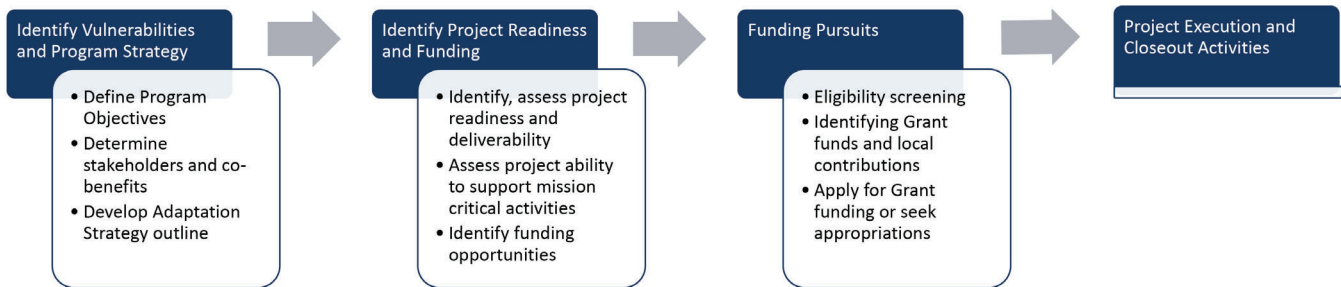 Identify Vulnerabilities
and Program Strategy
• Define Program
Objectives
• Determine
stakeholders and co-
benefits
• Develop Adaptation
Strategy outline
Identify Project Readiness
and Funding
• Identify, assess project
readiness and
deliverability
• Assess project ability
to support mission
critical activities
• Identify funding
opportunities
Funding Pursuits
• Eligibility screening
• Identifying Grant
funds and local
contributions
• Apply for Grant
funding or seek
appropriations
Project Execution and
Closeout Activities